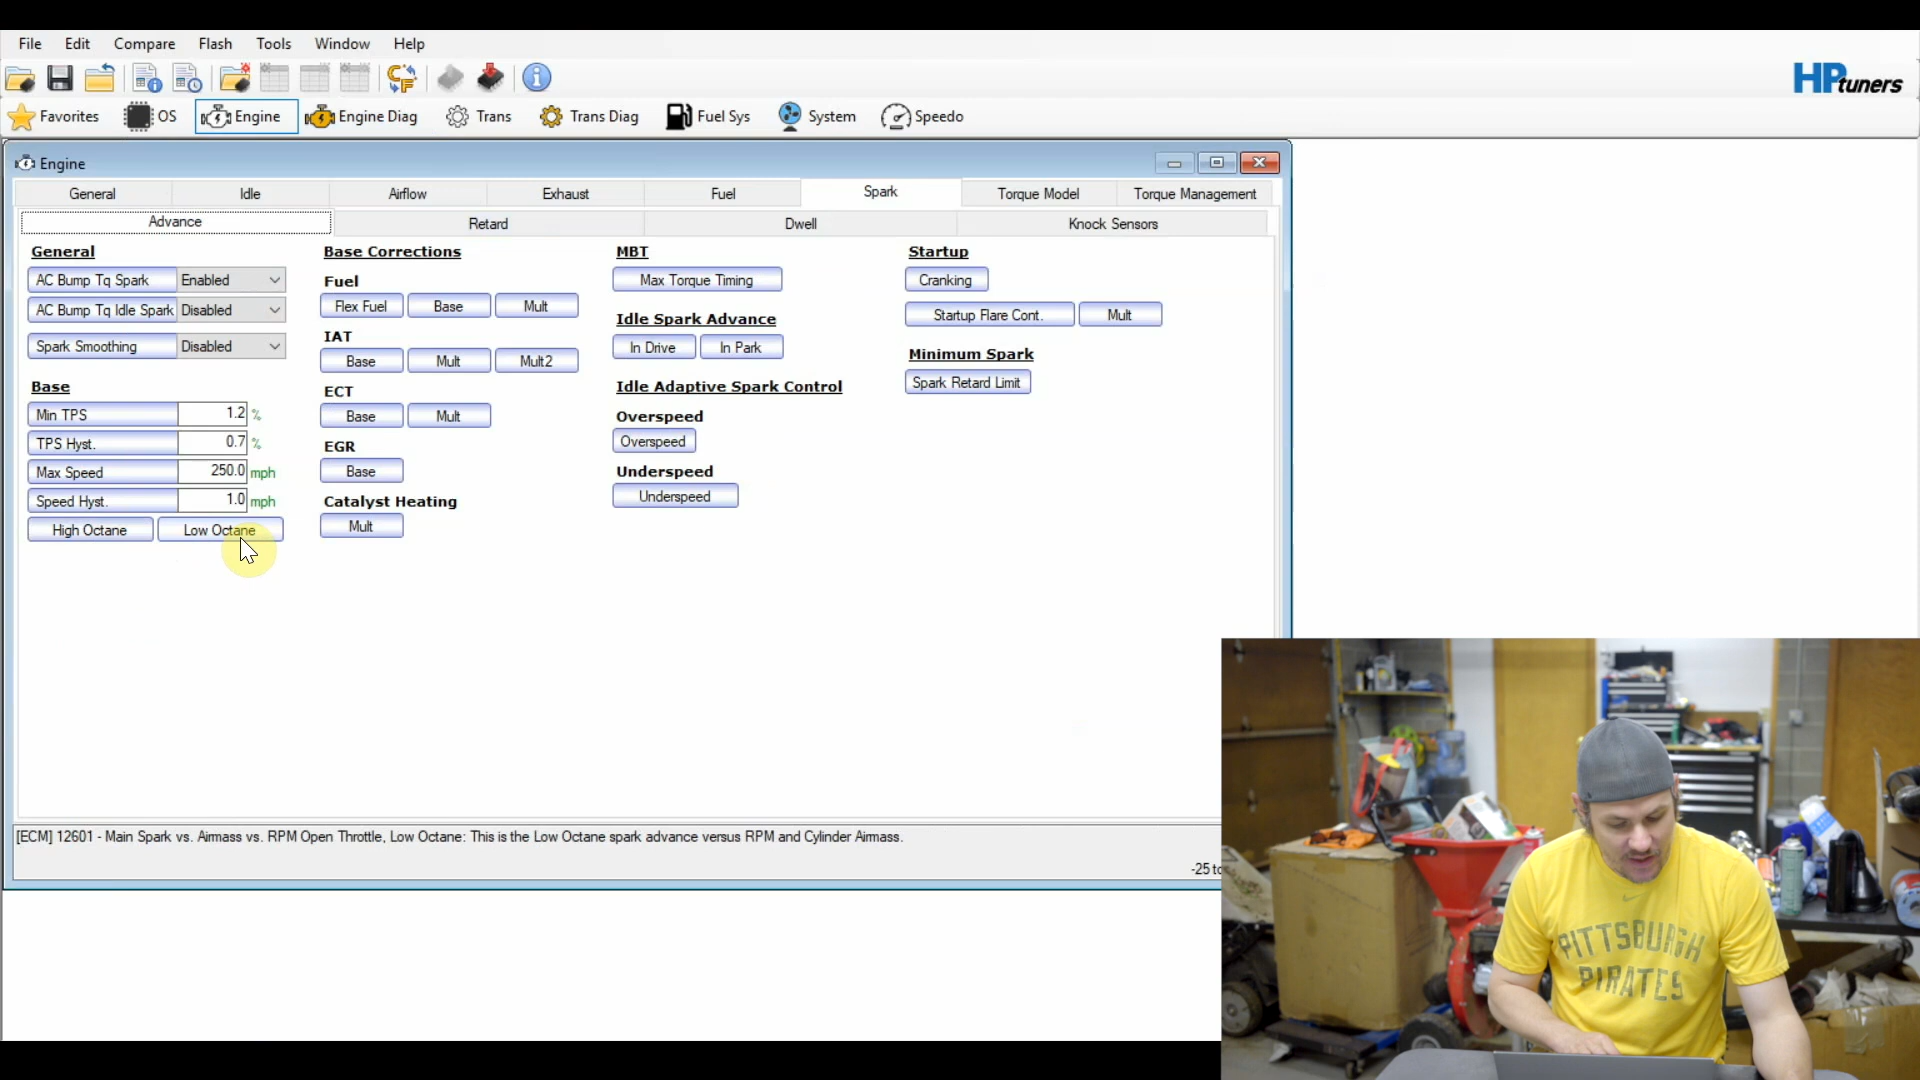 File Edit Compare Flash Tools Window Help
HPtuners
Favorites OS Engine Engine Diag Trans Trans Diag Fuel Sys System Speedo
Engine
General Idle Airflow Exhaust Fuel Spark Torque Model Torque Management
Advance Retard Dwell Knock Sensors
General
AC Bump Tq Spark Enabled
AC Bump Tq Idle Spark Disabled
Spark Smoothing Disabled
Base
Min TPS 1.2 %
TPS Hyst. 0.7 %
Max Speed 250.0 mph
Speed Hyst. 1.0 mph
High Octane Low Octane
Base Corrections
Fuel
Flex Fuel Base Mult
IAT
Base Mult Mult2
ECT
Base Mult
EGR
Base
Catalyst Heating
Mult
MBT
Max Torque Timing
Idle Spark Advance
In Drive In Park
Idle Adaptive Spark Control
Overspeed
Overspeed
Underspeed
Underspeed
Startup
Cranking
Startup Flare Cont. Mult
Minimum Spark
Spark Retard Limit
[ECM] 12601 - Main Spark vs. Airmass vs. RPM Open Throttle, Low Octane: This is the Low Octane spark advance versus RPM and Cylinder Airmass.
-25 to
PITTSBURGH
PIRATES